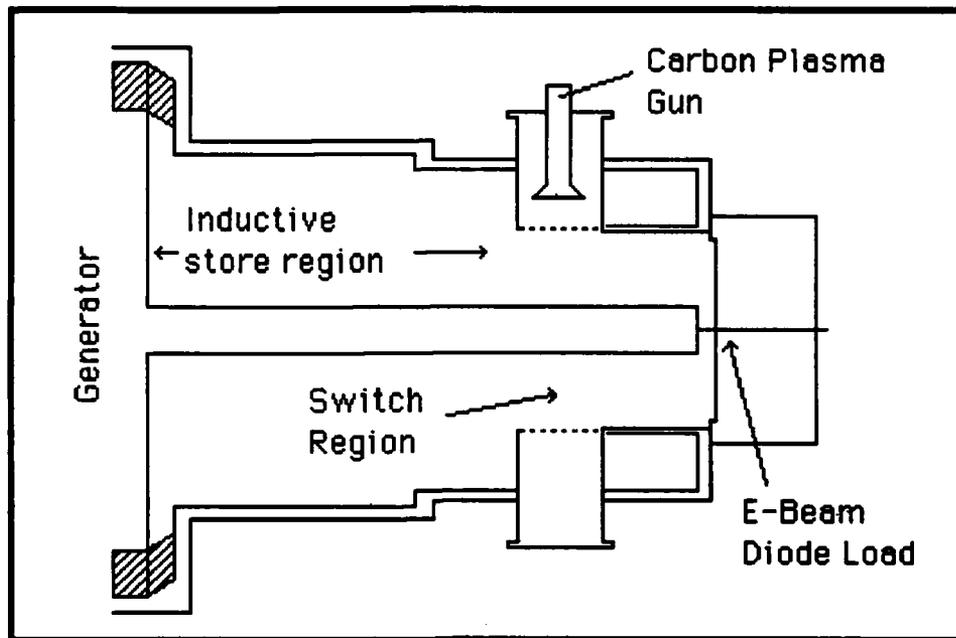 Carbon Plasma
Gun
Inductive
store region
Generator
Switch
Region
E-Beam
Diode Load